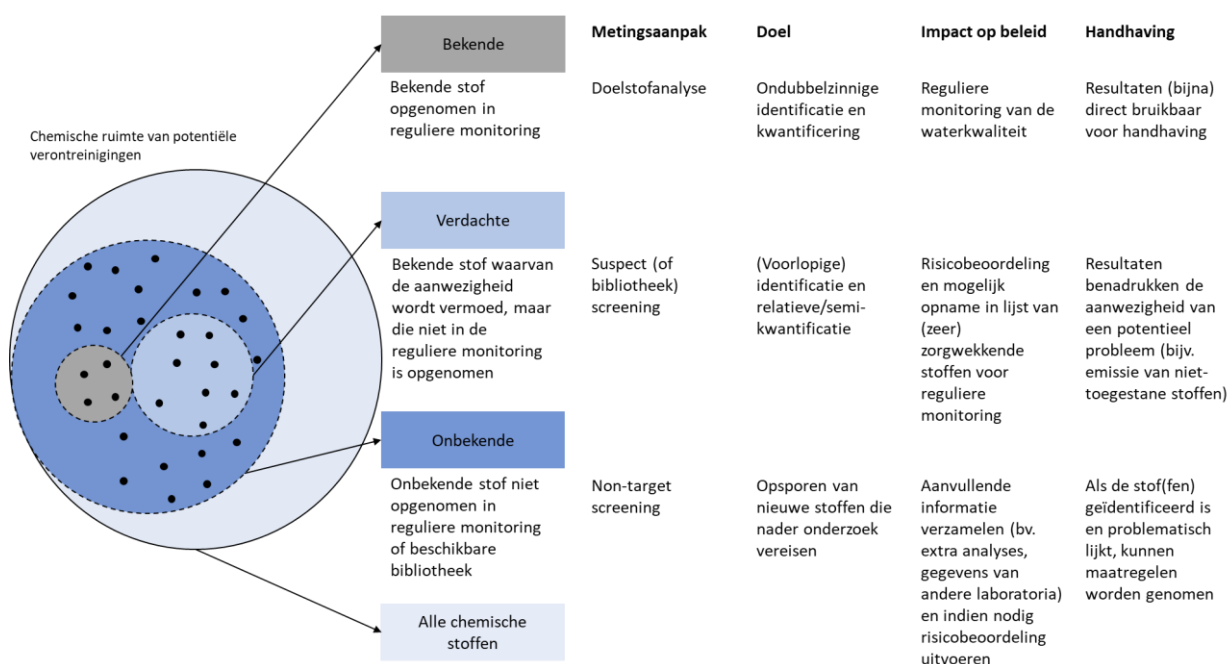 Chemische ruimte van potentiële
verontreinigingen
Bekende
Bekende stof
opgenomen in
reguliere monitoring
Verdachte
Bekende stof waarvan
de aanwezigheid
wordt vermoed, maar
die niet in de
reguliere monitoring
is opgenomen
Onbekende
Onbekende stof niet
opgenomen in
reguliere monitoring
of beschikbare
bibliotheek
Alle chemische
stoffen
Metingsaanpak
Doelstofanalyse
Suspect (of
bibliotheek)
screening
Non-target
screening
Doel
Ondubbelzinnige
identificatie en
kwantificering
(Voorlopige)
identificatie en
relatieve/semi-
kwantificatie
Opsporen van
nieuwe stoffen die
nader onderzoek
vereisen
Impact op beleid
Reguliere
monitoring van de
waterkwaliteit
Risicobeoordeling
en mogelijk
opname in lijst van
(zeer)
zorgwekkende
stoffen voor
reguliere
monitoring
Aanvullende
informatie
verzamelen (bv.
extra analyses,
gegevens van
andere laboratoria)
en indien nodig
risicobeoordeling
uitvoeren
Handhaving
Resultaten (bijna)
direct bruikbaar
voor handhaving
Resultaten
benadrukken de
aanwezigheid van
een potentieel
probleem (bijv.
emissie van niet-
toegestane stoffen)
Als de stof(fen)
geïdentificeerd is
en problematisch
lijkt, kunnen
maatregelen
worden genomen